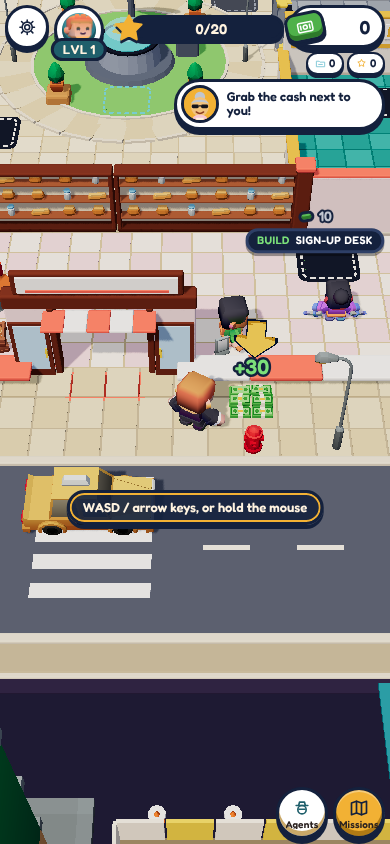 0/20
0
LVL 1
0
0
Grab the cash next to
you!
10
BUILD SIGN-UP DESK
+30
WASD / arrow keys, or hold the mouse
Agents
Missions